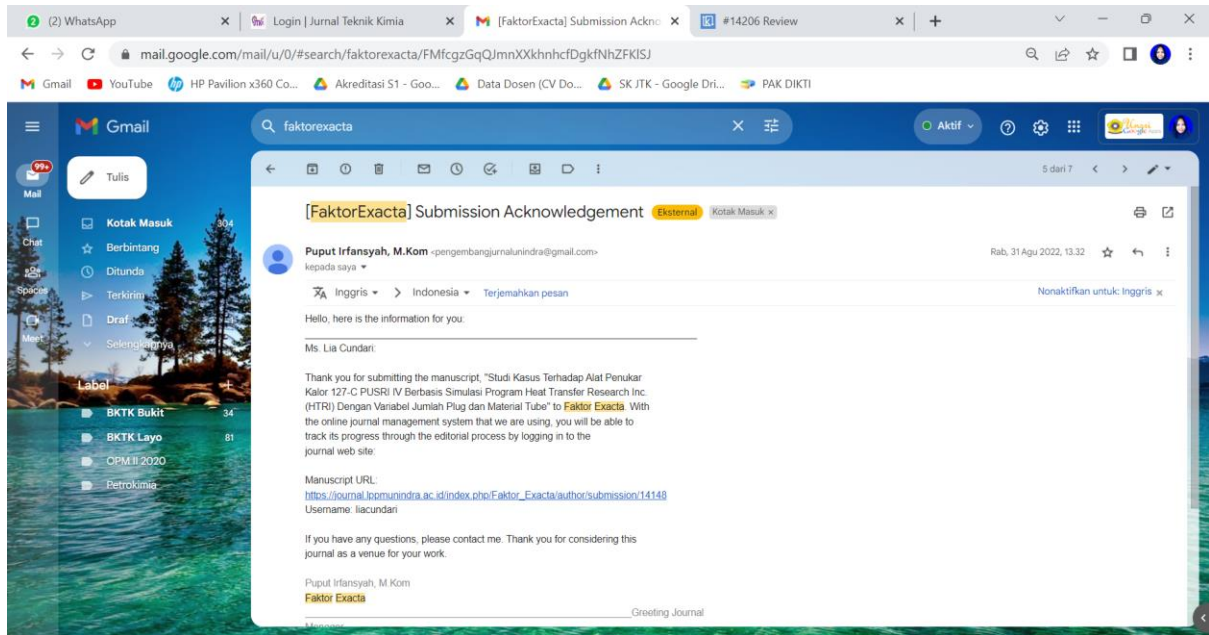 (2) WhatsApp
Login | Jurnal Teknik Kimia
[FaktorExacta] Submission Ackno
#14206 Review
mail.google.com/mail/u/0/#search/faktorexacta/FMfcgzGqQJmnXXkhnhcfDgkfNhZFKlSJ
Gmail
YouTube
HP Pavilion x360 Co...
Akreditasi S1 - Goo...
Data Dosen (CV Do...
SK JTK - Google Dri...
PAK DIKTI
Gmail
faktorexacta
Aktif
99+
Mail
Chat
Spaces
Meet
Tulis
Kotak Masuk 304
Berbintang
Ditunda
Terkirim
Draf
Selengkapnya
Label
BKTK Bukit 34
BKTK Layo 81
OPM II 2020
Petrokimia
5 dari 7
[FaktorExacta] Submission Acknowledgement Eksternal Kotak Masuk x
Puput Irfansyah, M.Kom <pengembangjurnalunindra@gmail.com>
Rab, 31 Agu 2022, 13.32
kepada saya
Inggris > Indonesia Terjemahkan pesan
Nonaktifkan untuk: Inggris x
Hello, here is the information for you:
Ms. Lia Cundari:
Thank you for submitting the manuscript, "Studi Kasus Terhadap Alat Penukar
Kalor 127-C PUSRI IV Berbasis Simulasi Program Heat Transfer Research Inc.
(HTRI) Dengan Variabel Jumlah Plug dan Material Tube" to Faktor Exacta. With
the online journal management system that we are using, you will be able to
track its progress through the editorial process by logging in to the
journal web site:
Manuscript URL:
https://journal.lppmunindra.ac.id/index.php/Faktor_Exacta/author/submission/14148
Username: liacundari
If you have any questions, please contact me. Thank you for considering this
journal as a venue for your work.
Puput Irfansyah, M.Kom
Faktor Exacta
Greeting Journal
Manager